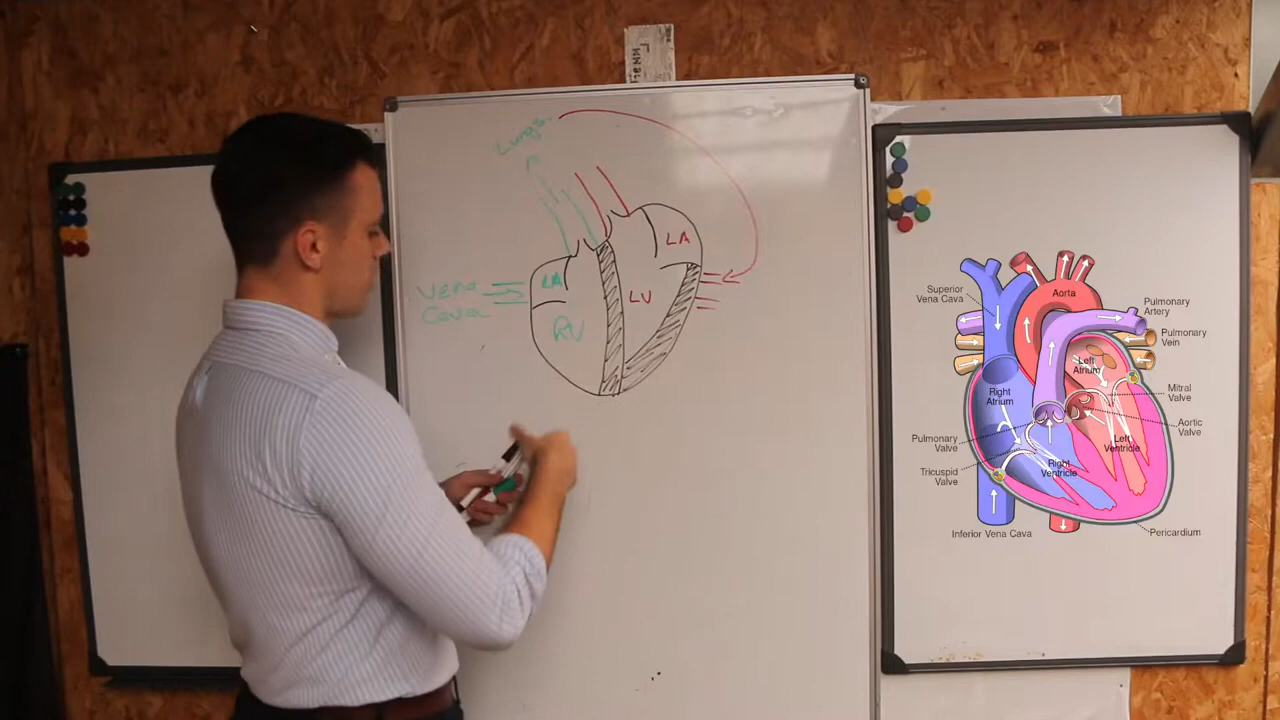 Lungs
Vena
Cava
LA
RV
LA
LV
Superior
Vena Cava
Aorta
Pulmonary
Artery
Pulmonary
Vein
Left
Atrium
Right
Atrium
Mitral
Valve
Aortic
Valve
Pulmonary
Valve
Left
Ventricle
Tricuspid
Valve
Right
Ventricle
Inferior Vena Cava
Pericardium